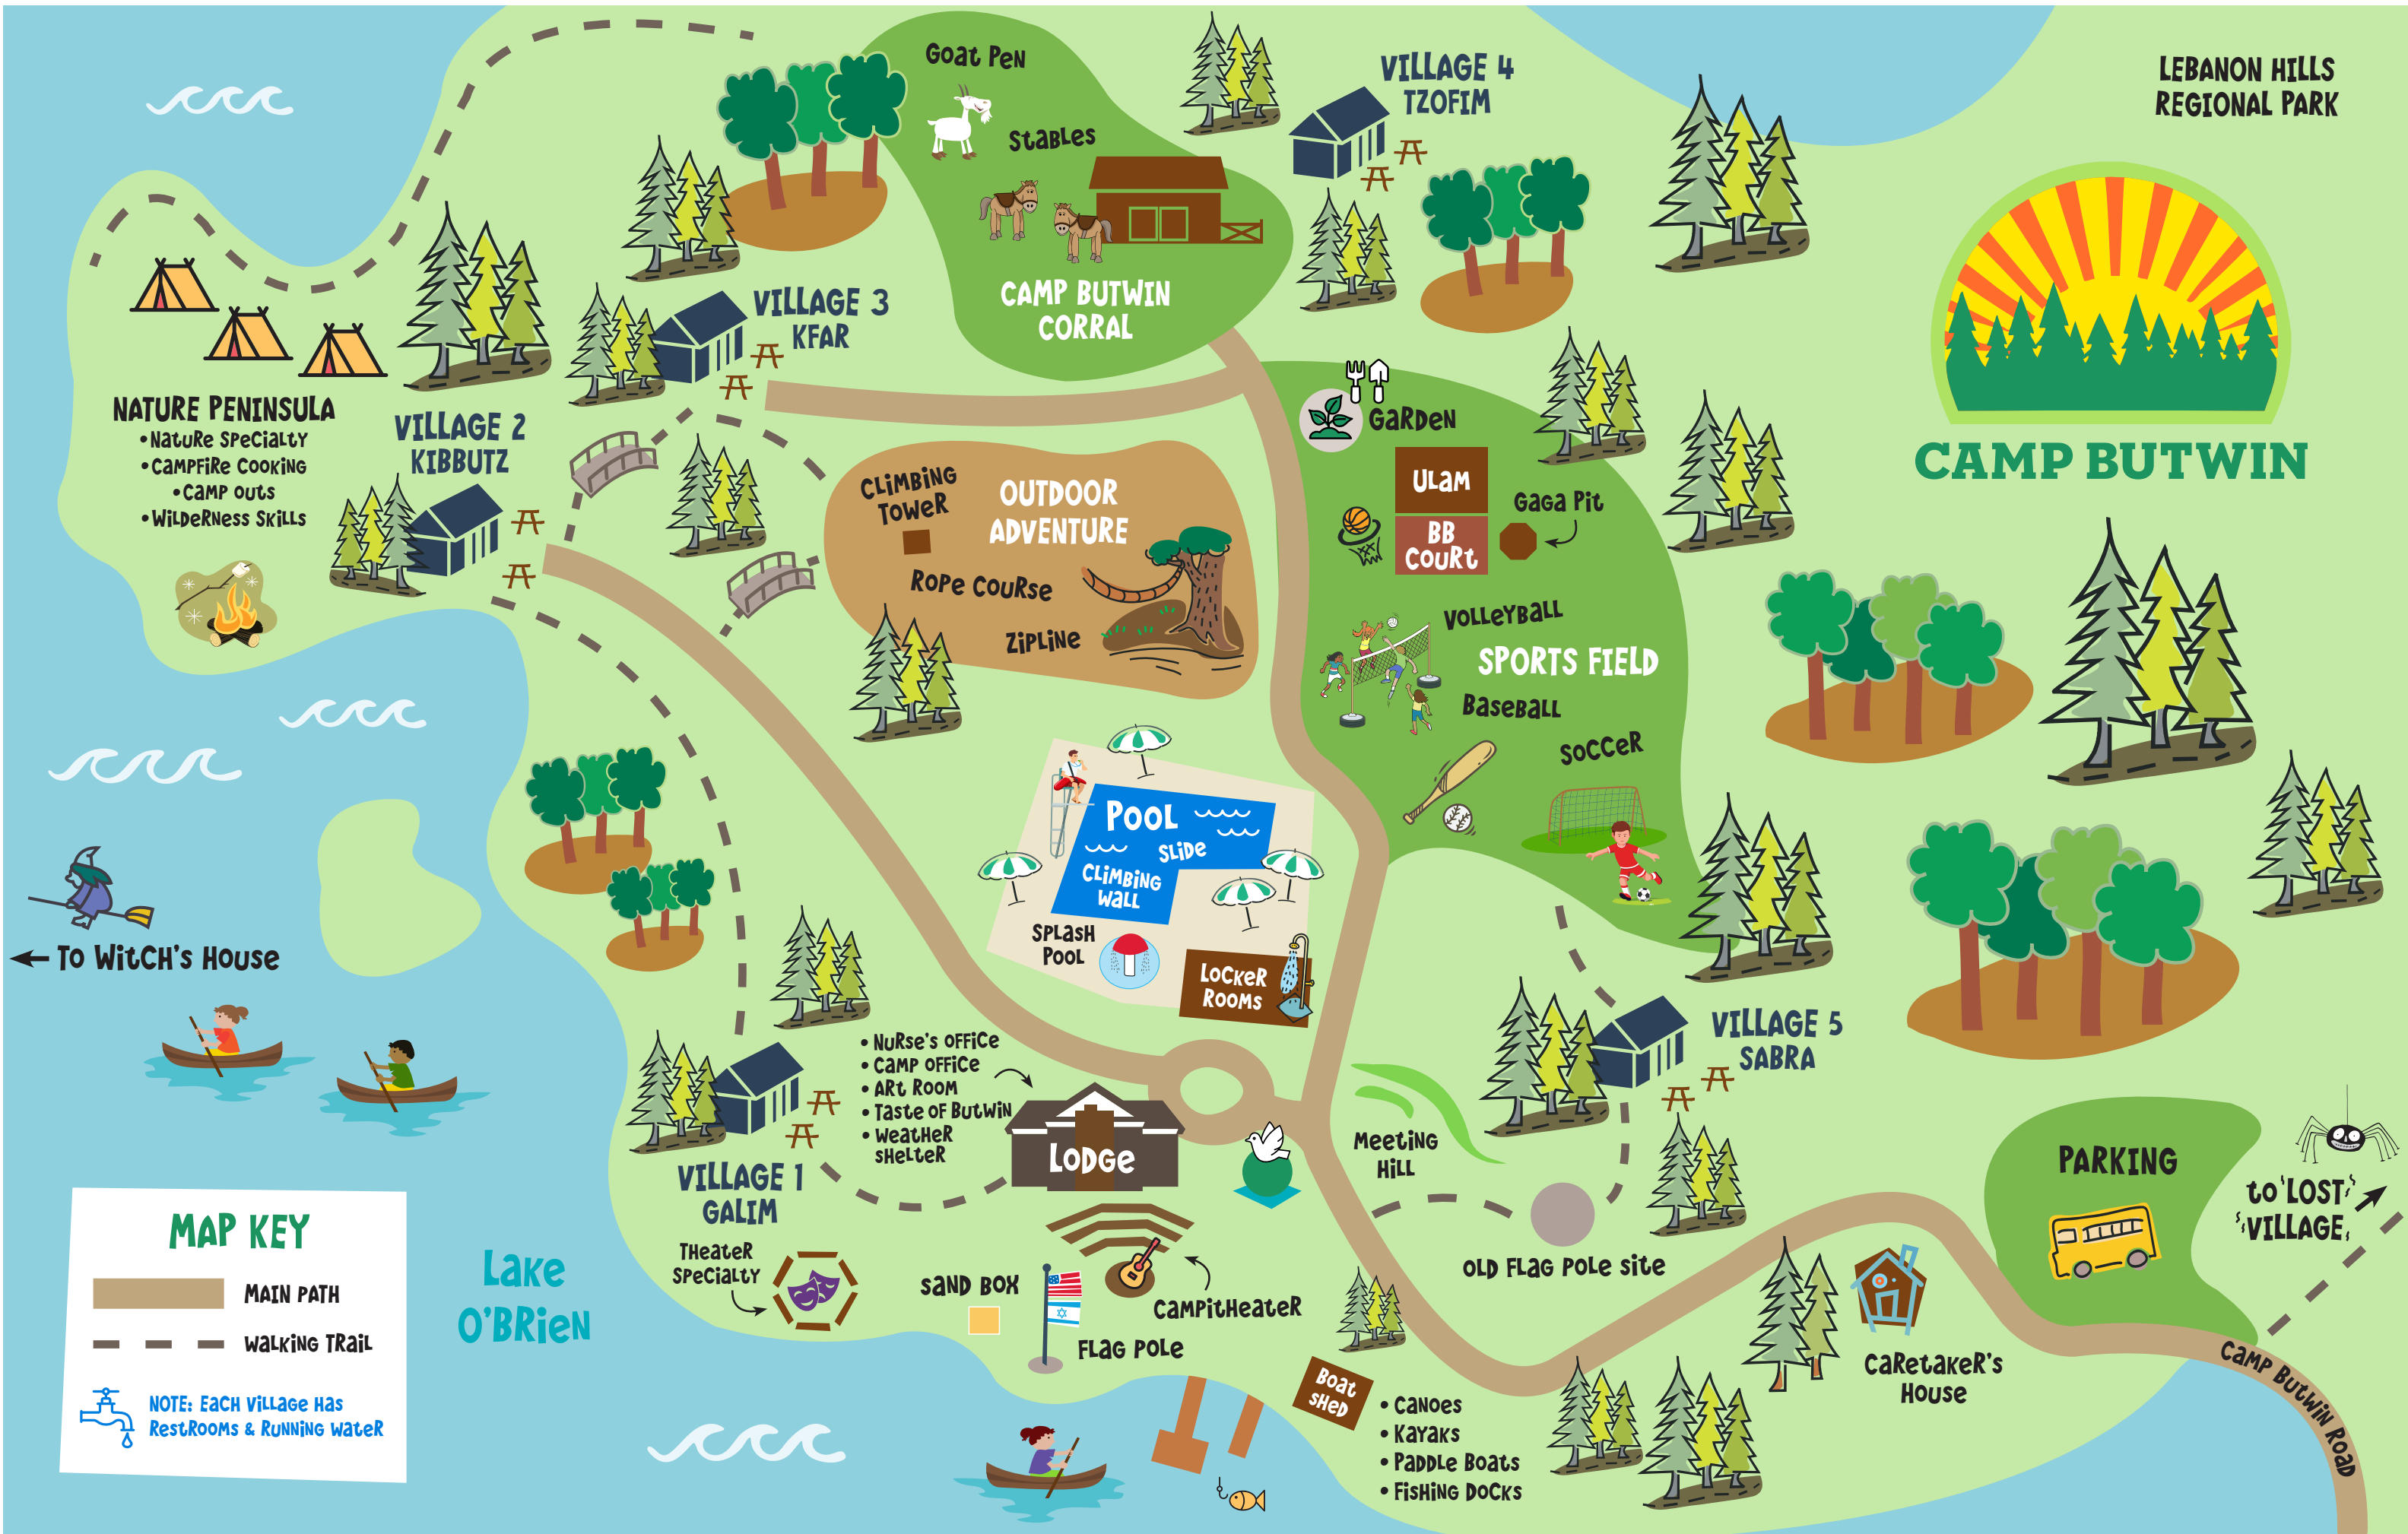 GOAT PEN
STABLES
CAMP BUTWIN
CORRAL
VILLAGE 4
TZOFIM
LEBANON HILLS
REGIONAL PARK
CAMP BUTWIN
VILLAGE 3
KFAR
NATURE PENINSULA
•NATURE SPECIALTY
•CAMPFIRE COOKING
•CAMP OUTS
•WILDERNESS SKILLS
VILLAGE 2
KIBBUTZ
CLIMBING
TOWER
OUTDOOR
ADVENTURE
ROPE COURSE
ZIPLINE
GARDEN
ULAM
BB
COURT
GAGA PIT
VOLLEYBALL
SPORTS FIELD
BASEBALL
SOCCER
POOL
SLIDE
CLIMBING
WALL
SPLASH
POOL
LOCKER
ROOMS
TO WITCH'S HOUSE
• NURSE'S OFFICE
• CAMP OFFICE
• ART ROOM
• TASTE OF BUTWIN
• WEATHER
SHELTER
LODGE
VILLAGE 1
GALIM
THEATER
SPECIALTY
SAND BOX
FLAG POLE
CAMPITHEATER
MEETING
HILL
VILLAGE 5
SABRA
OLD FLAG POLE SITE
PARKING
TO LOST
VILLAGE
CARETAKER'S
HOUSE
CAMP BUTWIN ROAD
BOAT
SHED
• CANOES
• KAYAKS
• PADDLE BOATS
• FISHING DOCKS
LAKE
O'BRIEN
MAP KEY
MAIN PATH
WALKING TRAIL
NOTE: EACH VILLAGE HAS
RESTROOMS & RUNNING WATER